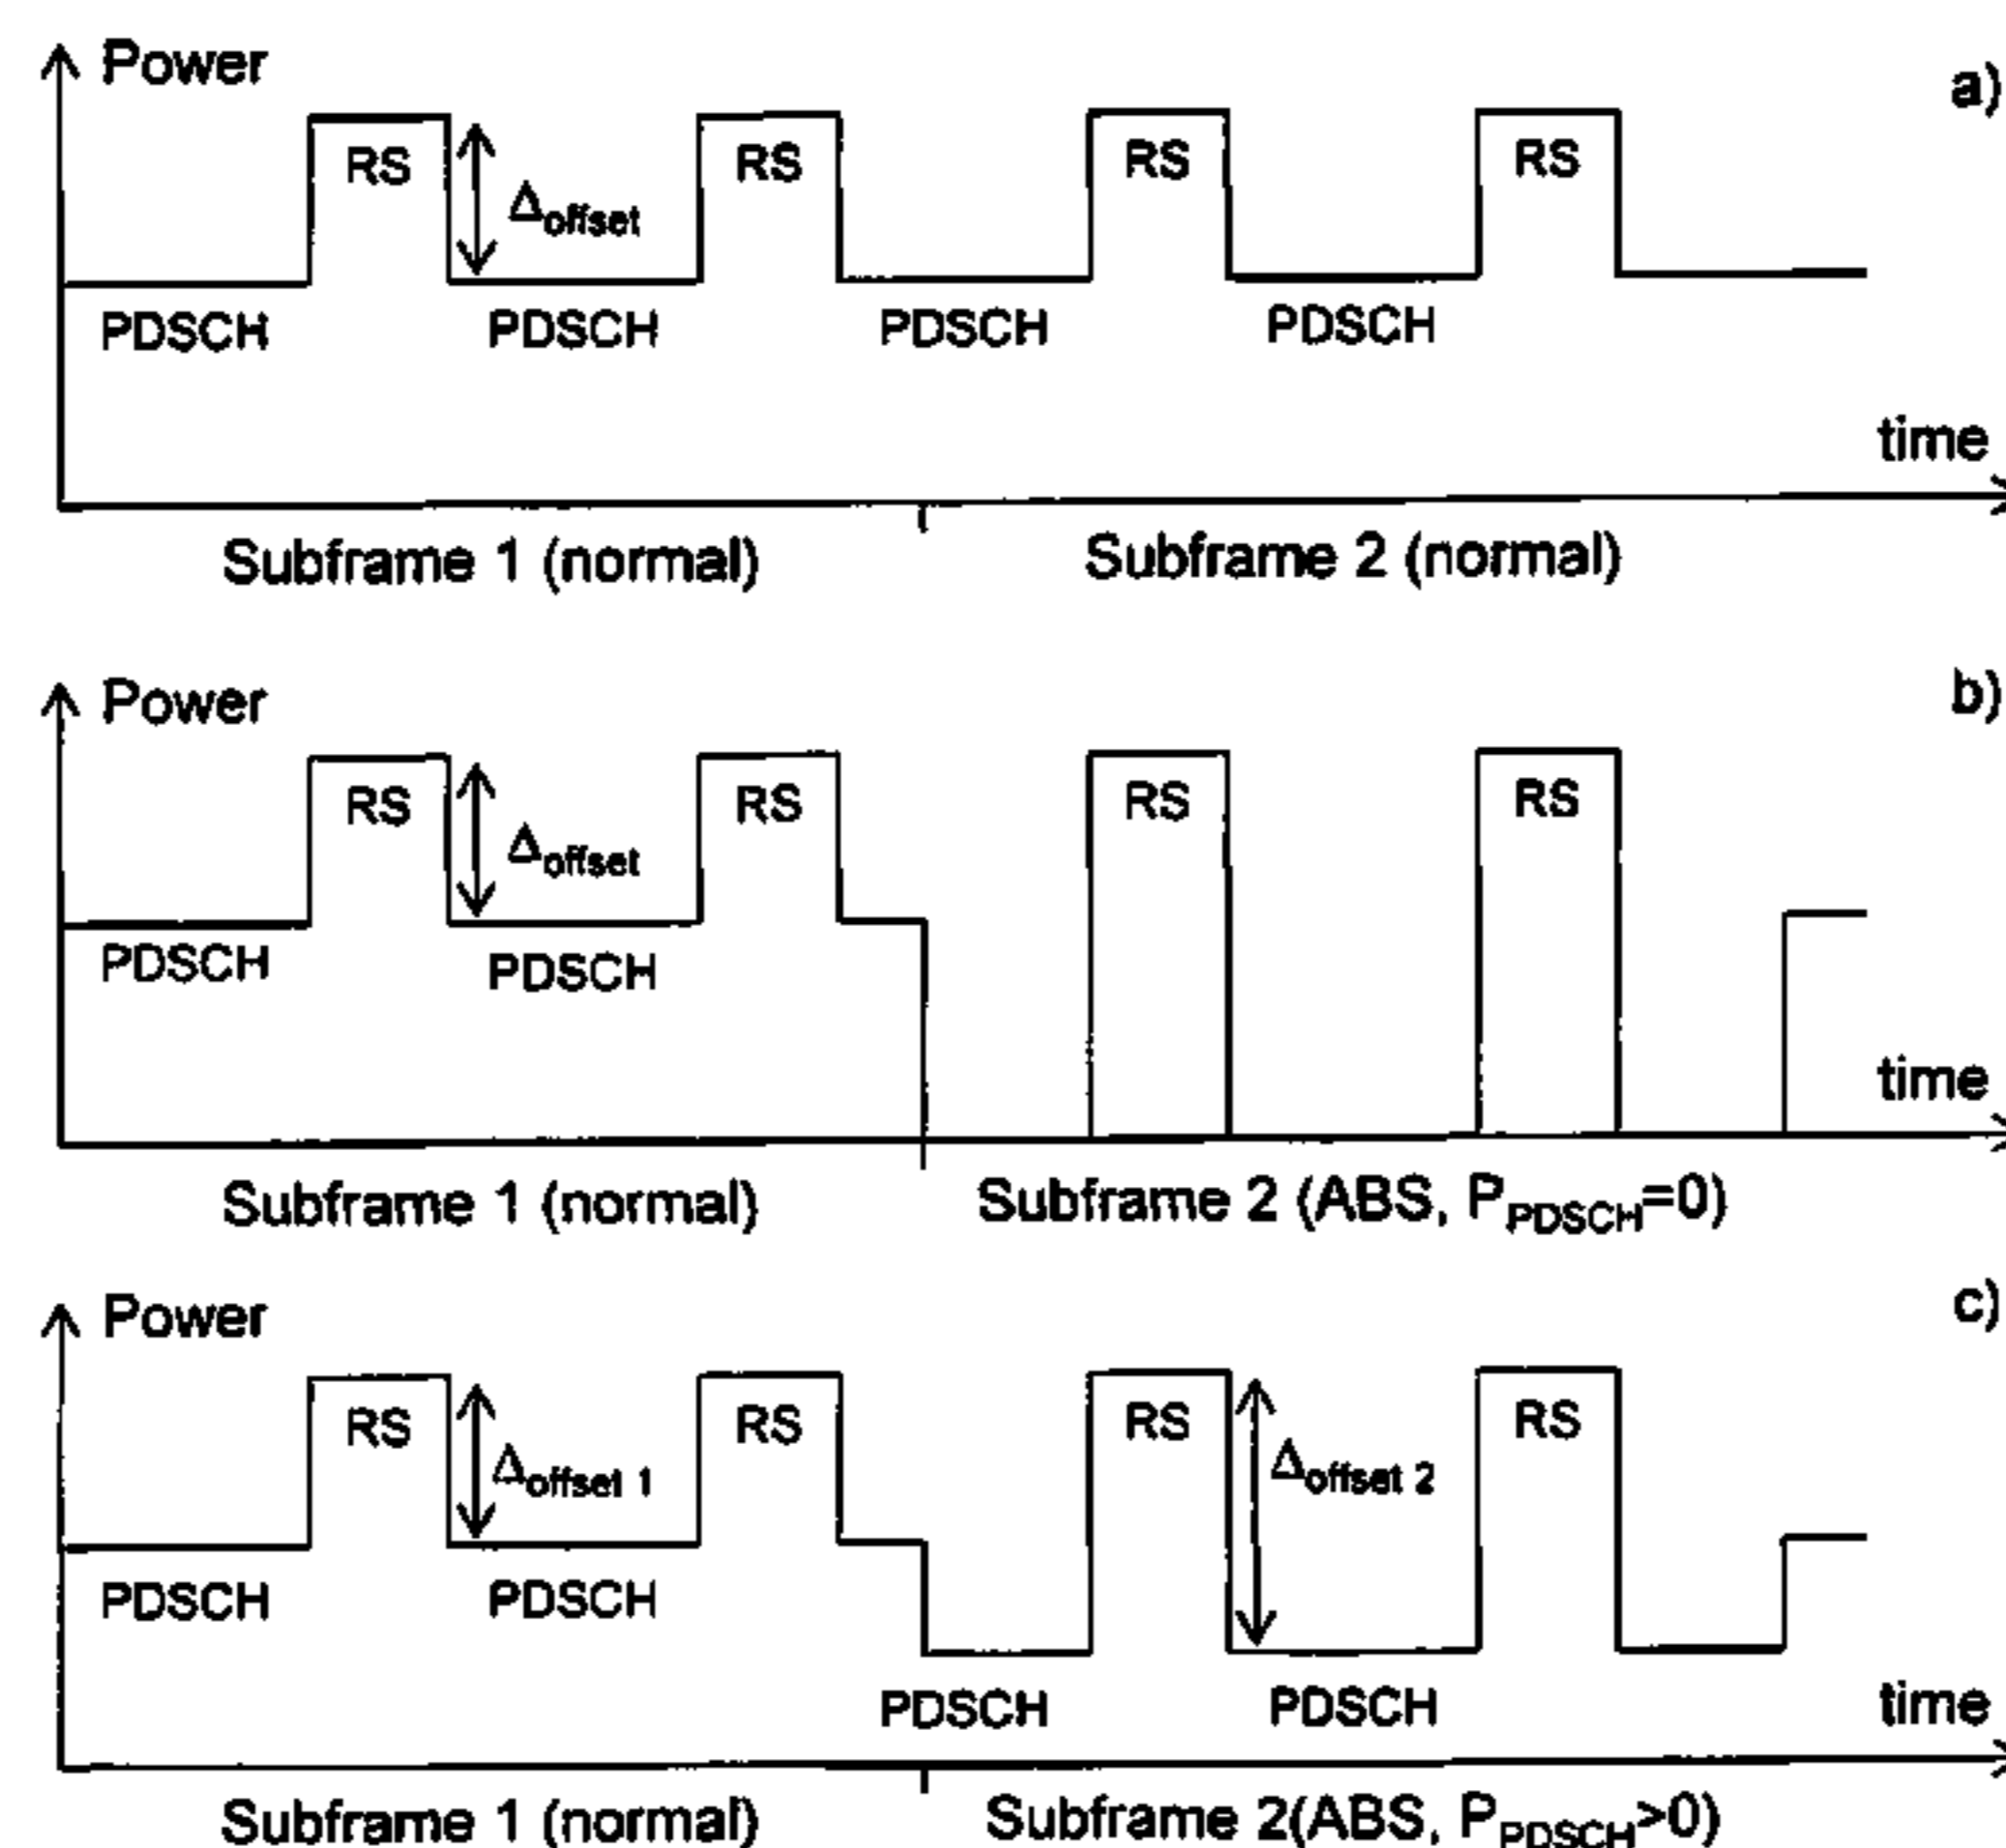 Power
a)
RS
RS
RS
RS
Δoffset
PDSCH
PDSCH
PDSCH
PDSCH
time
Subframe 1 (normal)
Subframe 2 (normal)
Power
b)
RS
RS
RS
RS
Δoffset
PDSCH
PDSCH
time
Subframe 1 (normal)
Subframe 2 (ABS, PPDSCH=0)
Power
c)
RS
RS
RS
RS
Δoffset 1
Δoffset 2
PDSCH
PDSCH
PDSCH
PDSCH
time
Subframe 1 (normal)
Subframe 2(ABS, PPDSCH>0)